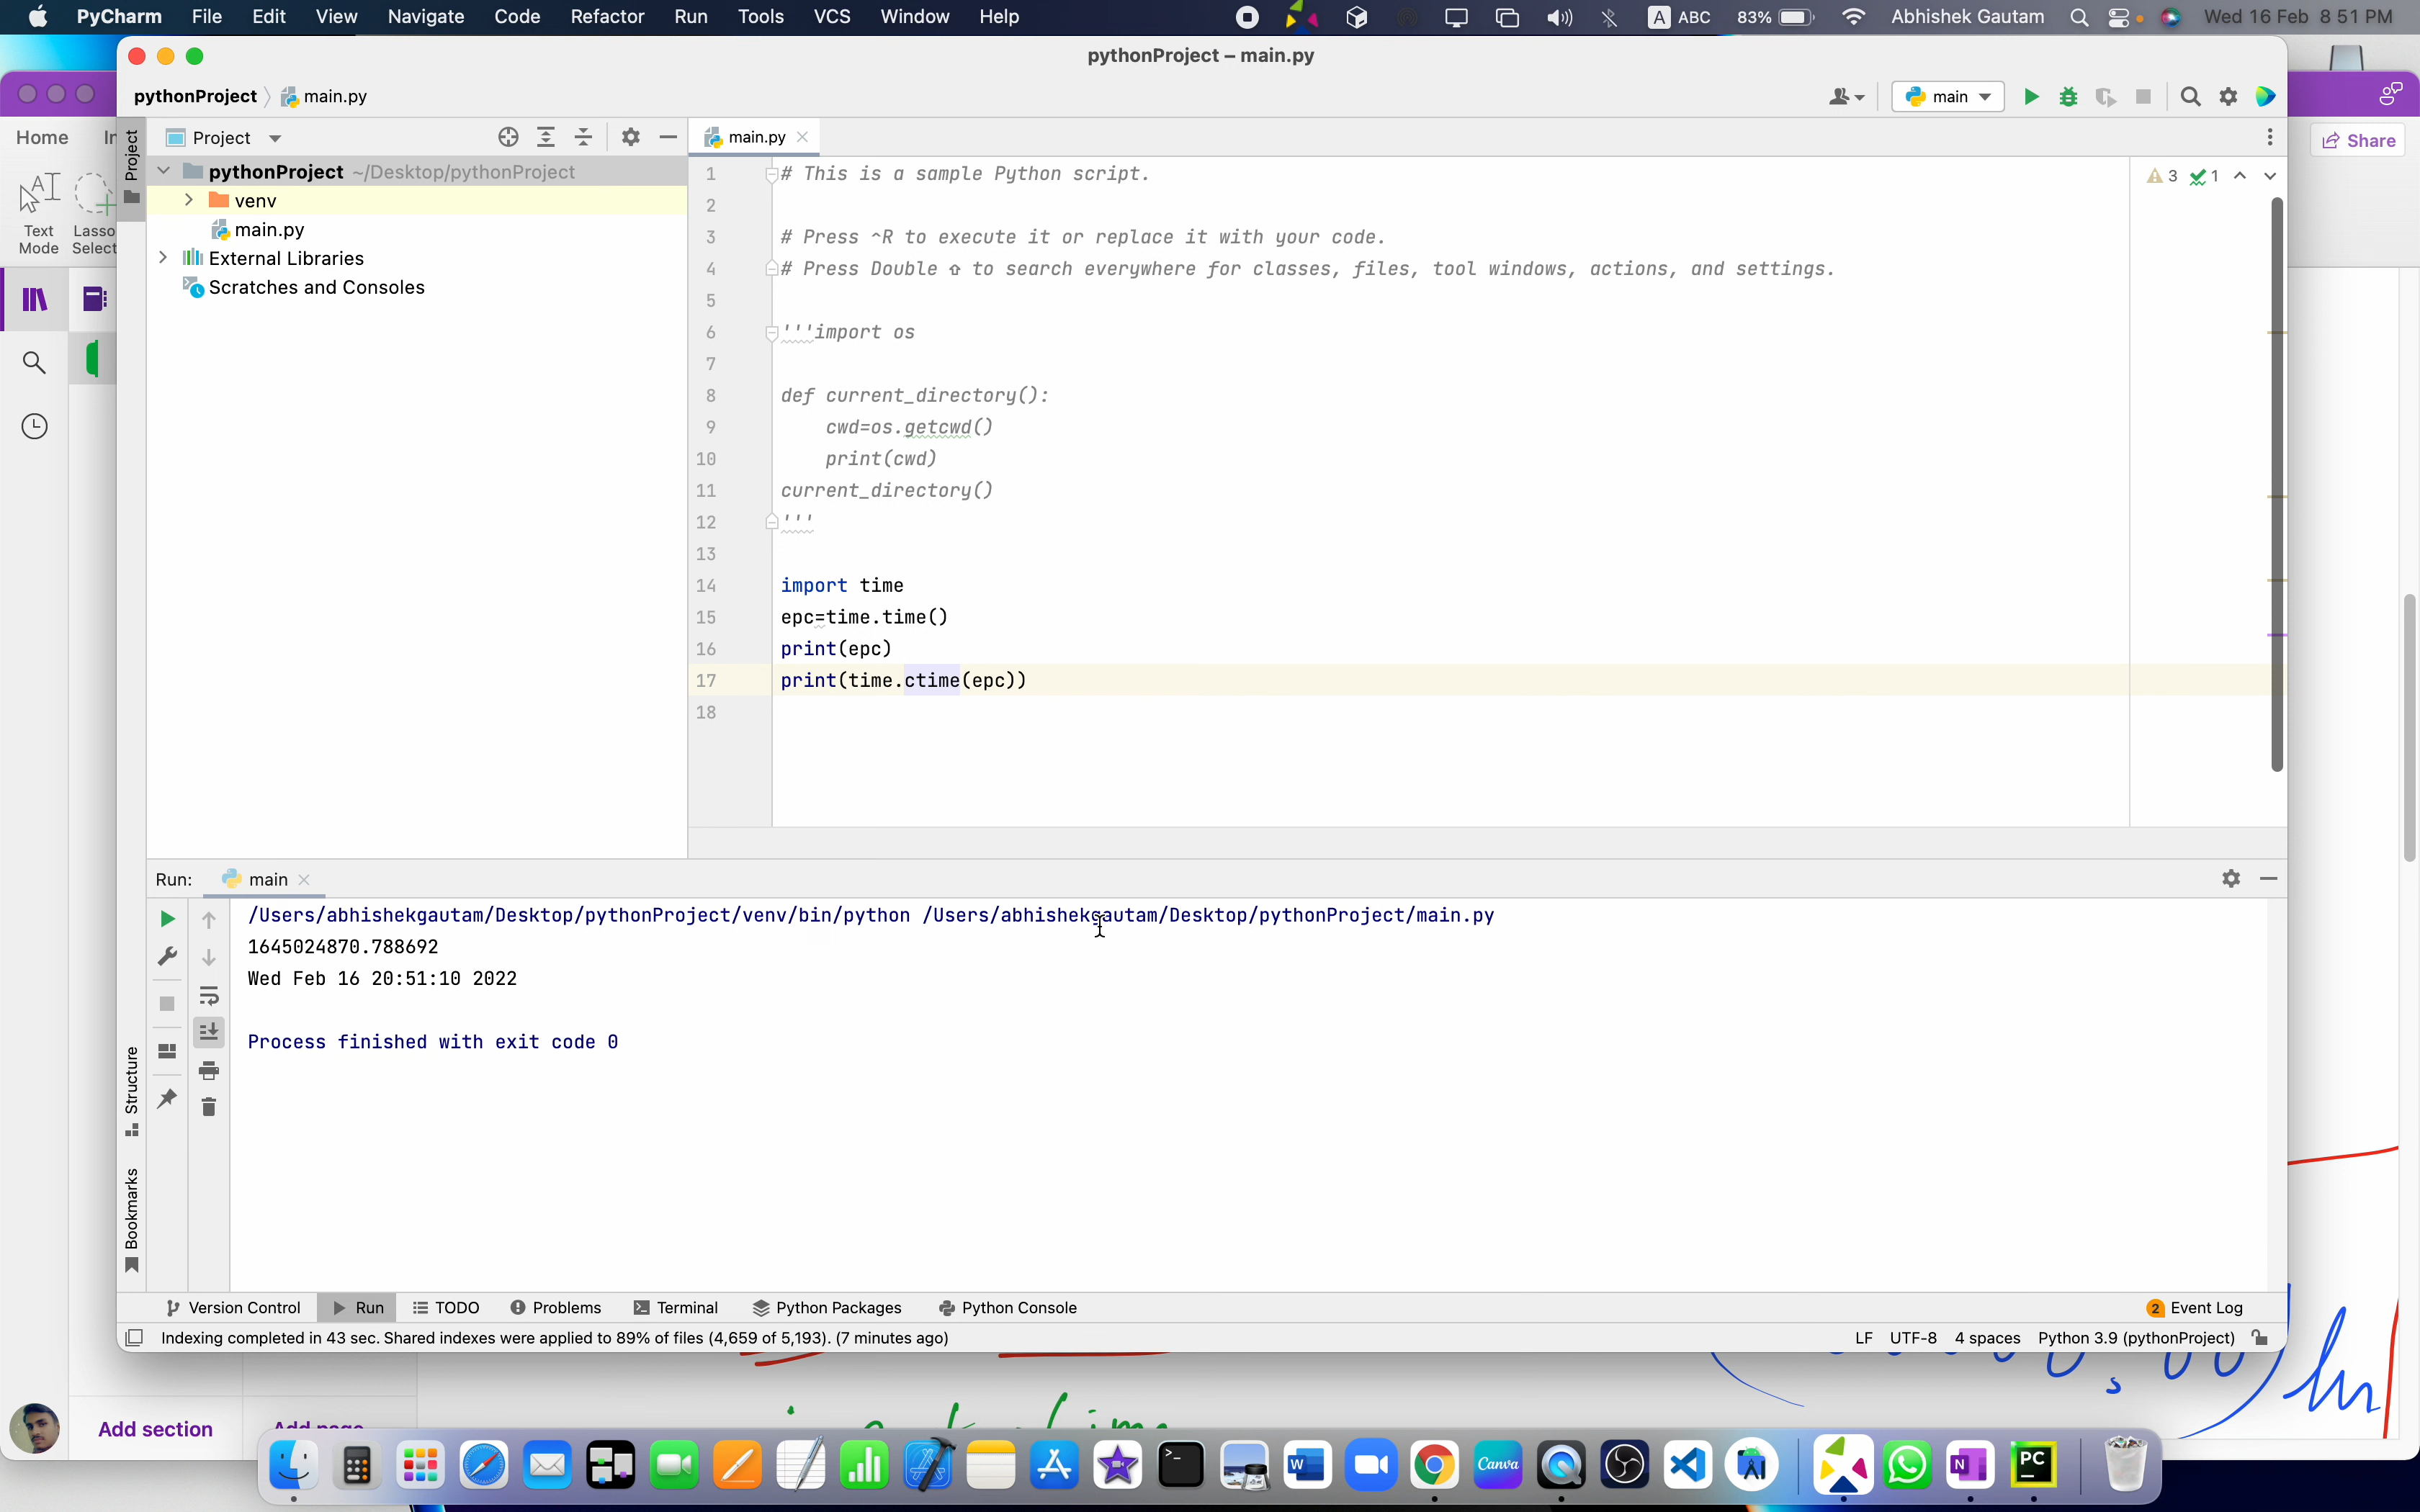 PyCharm File Edit View Navigate Code Refactor Run Tools VCS Window Help A ABC 83% Abhishek Gautam Wed 16 Feb 8 51 PM
pythonProject – main.py
pythonProject main.py main
Home Share
Project main.py
Project
pythonProject ~/Desktop/pythonProject
venv
main.py
External Libraries
Scratches and Consoles
Text Mode
Lasso Select
3 1
1 # This is a sample Python script.
2
3 # Press ^R to execute it or replace it with your code.
4 # Press Double ⇧ to search everywhere for classes, files, tool windows, actions, and settings.
5
6 '''import os
7
8 def current_directory():
9 cwd=os.getcwd()
10 print(cwd)
11 current_directory()
12 '''
13
14 import time
15 epc=time.time()
16 print(epc)
17 print(time.ctime(epc))
18
Run: main
/Users/abhishekgautam/Desktop/pythonProject/venv/bin/python /Users/abhishekgautam/Desktop/pythonProject/main.py
1645024870.788692
Wed Feb 16 20:51:10 2022
Process finished with exit code 0
Structure
Bookmarks
Version Control Run TODO Problems Terminal Python Packages Python Console 2 Event Log
Indexing completed in 43 sec. Shared indexes were applied to 89% of files (4,659 of 5,193). (7 minutes ago) LF UTF-8 4 spaces Python 3.9 (pythonProject)
Add section Add page
W Canva N PC